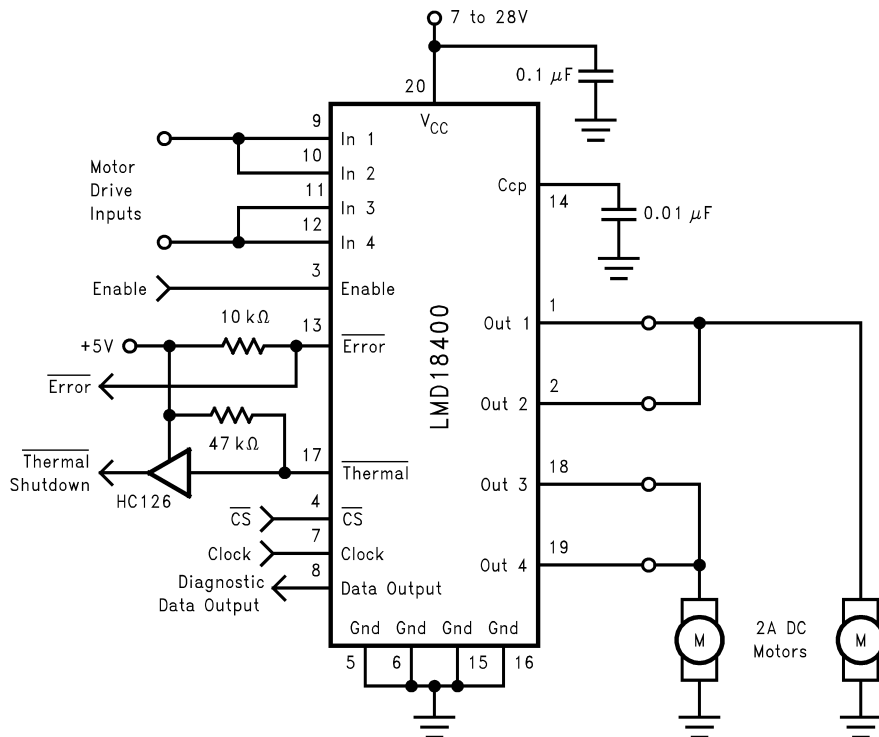 7 to 28V
0.1 μF
20
VCC
9
In 1
10
In 2
Motor
Drive
Inputs
11
In 3
12
In 4
Ccp
14
0.01 μF
3
Enable
Enable
LMD18400
1
Out 1
10 kΩ
13
+5V
Error
Error
2
Out 2
47 kΩ
17
Thermal
Shutdown
Thermal
HC126
18
Out 3
4
CS
CS
7
Clock
Clock
19
Out 4
8
Diagnostic
Data Output
Data Output
Gnd Gnd Gnd Gnd
5 6 15 16
M
2A DC
Motors
M